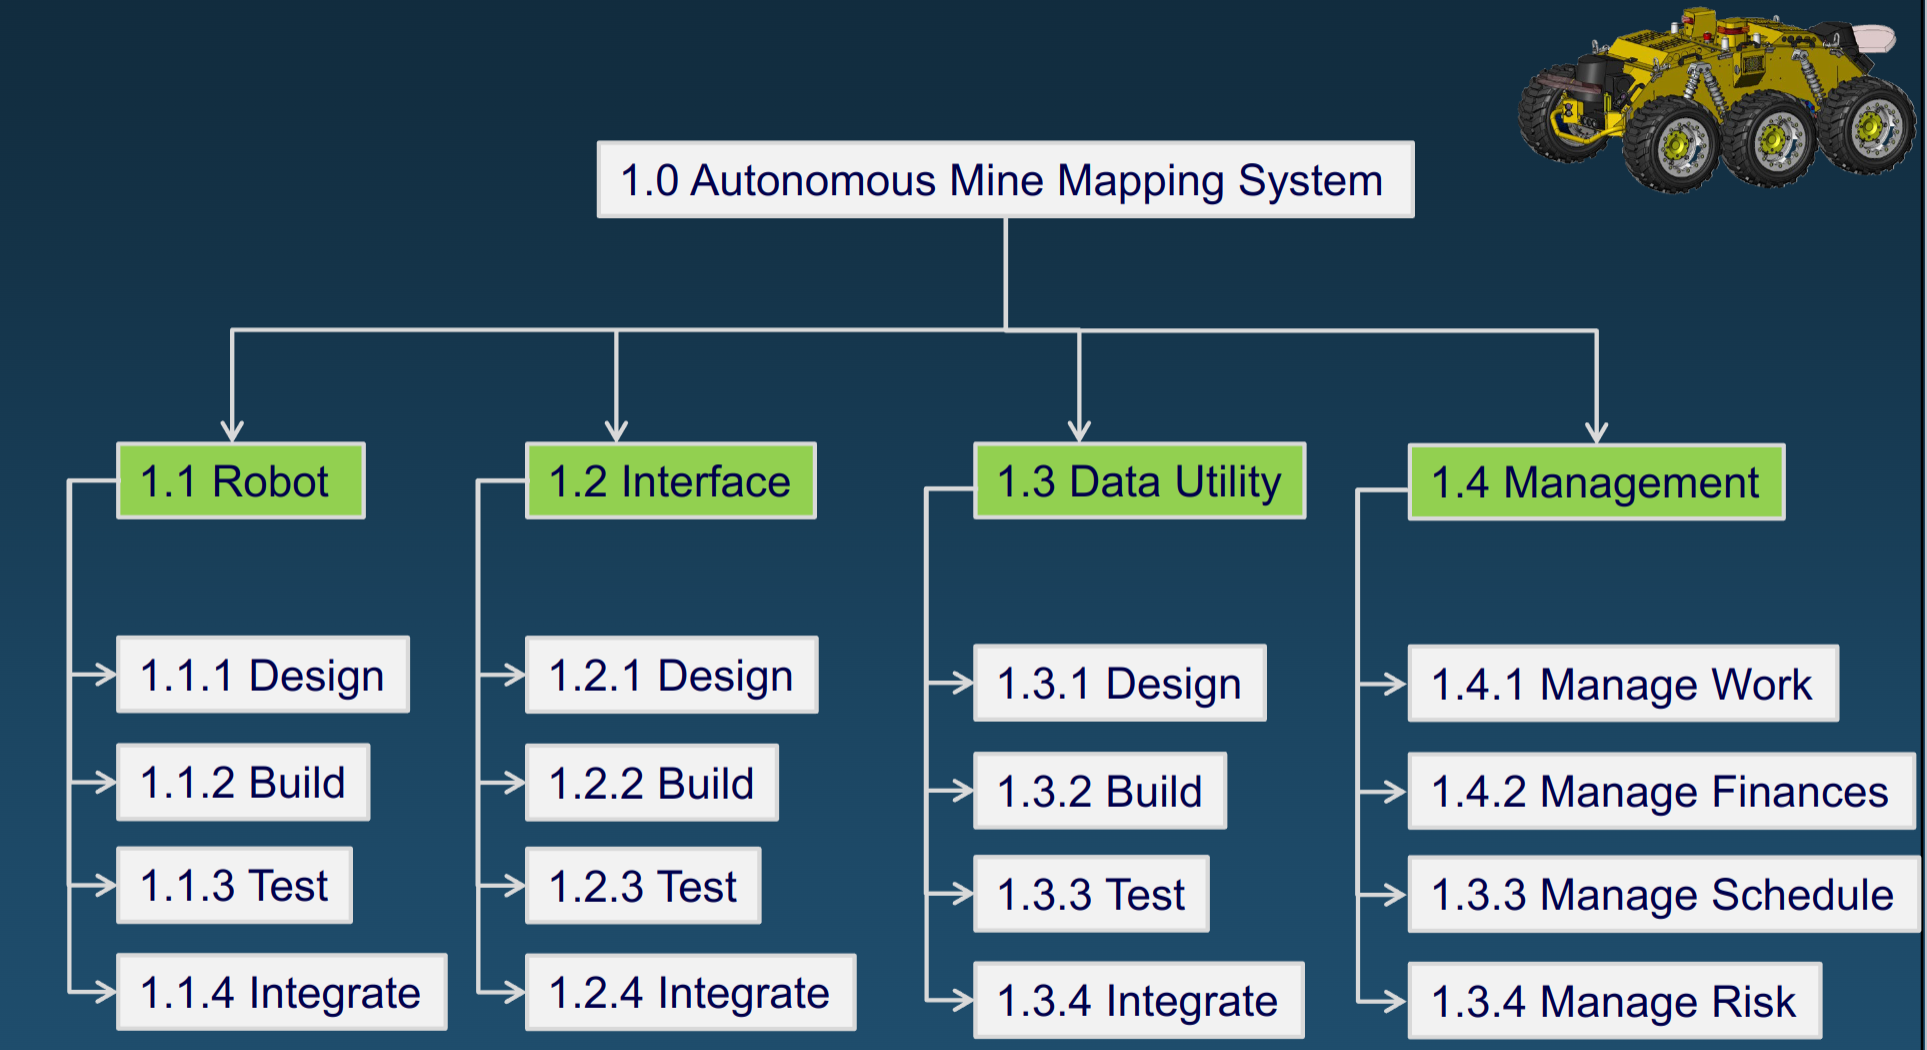 1.0 Autonomous Mine Mapping System
1.1 Robot
1.1.1 Design
1.1.2 Build
1.1.3 Test
1.1.4 Integrate
1.2 Interface
1.2.1 Design
1.2.2 Build
1.2.3 Test
1.2.4 Integrate
1.3 Data Utility
1.3.1 Design
1.3.2 Build
1.3.3 Test
1.3.4 Integrate
1.4 Management
1.4.1 Manage Work
1.4.2 Manage Finances
1.3.3 Manage Schedule
1.3.4 Manage Risk